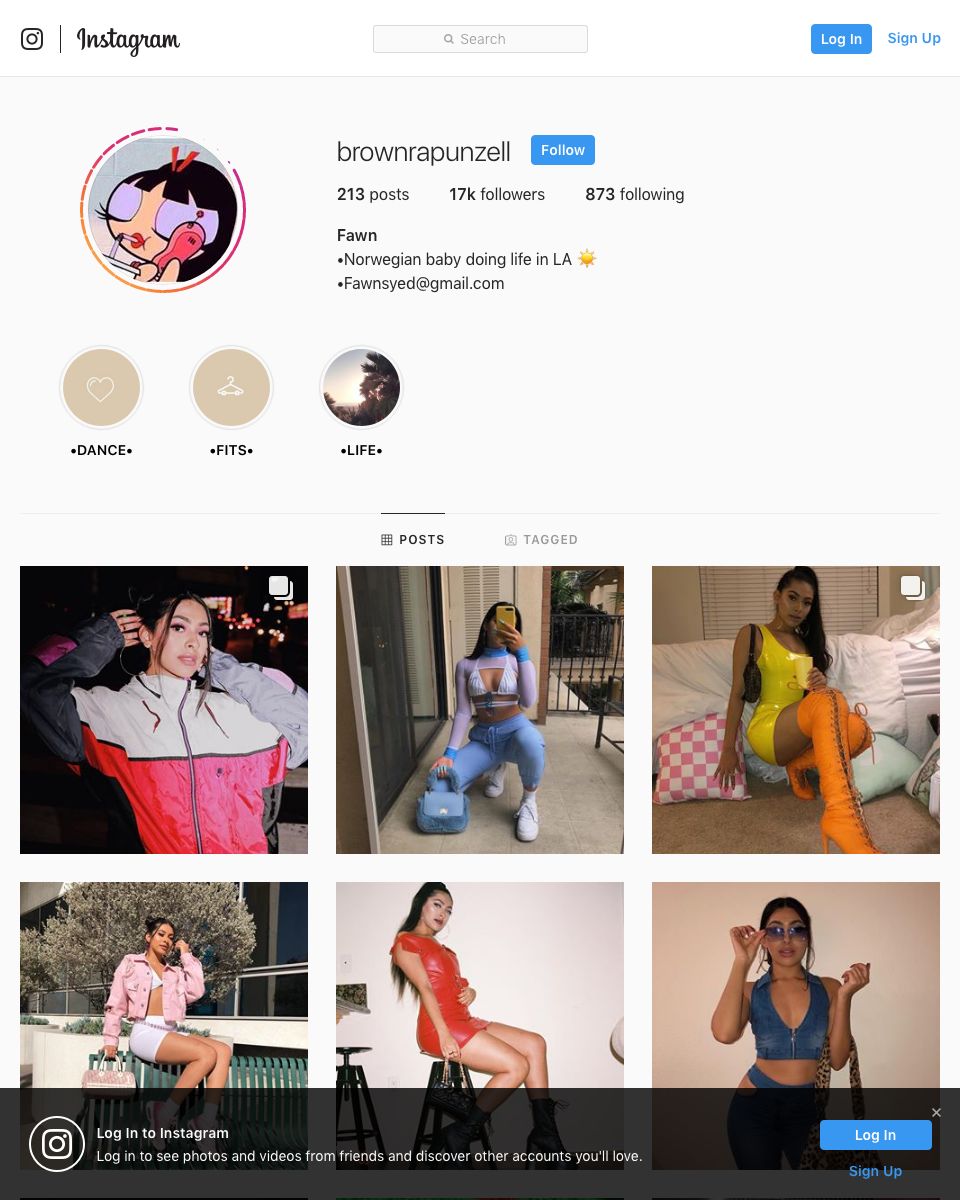 Instagram
Search
Log In
Sign Up
brownrapunzell
Follow
213 posts 17k followers 873 following
Fawn
•Norwegian baby doing life in LA ☀️
•Fawnsyed@gmail.com
•DANCE• •FITS• •LIFE•
POSTS TAGGED
Log In to Instagram
Log in to see photos and videos from friends and discover other accounts you'll love.
Log In
Sign Up